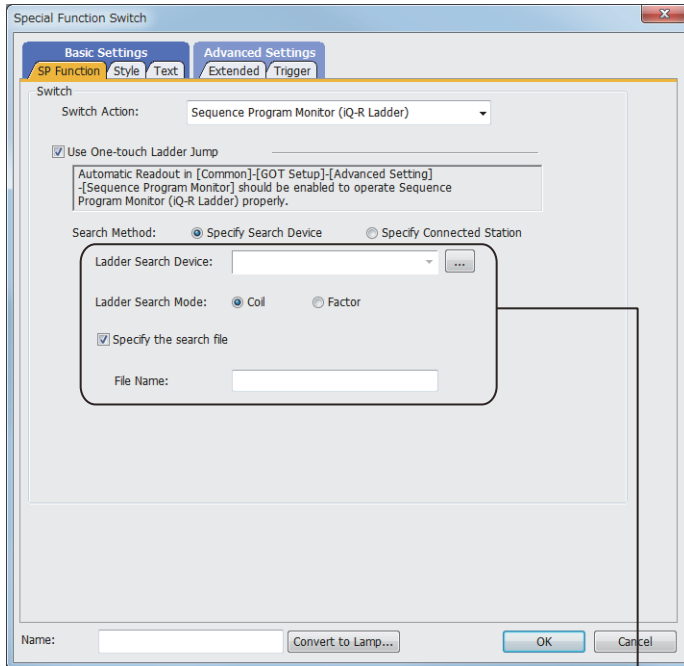 Special Function Switch
x
Basic Settings Advanced Settings
SP Function Style Text Extended Trigger
Switch
Switch Action: Sequence Program Monitor (iQ-R Ladder)
Use One-touch Ladder Jump
Automatic Readout in [Common]-[GOT Setup]-[Advanced Setting]
-[Sequence Program Monitor] should be enabled to operate Sequence
Program Monitor (iQ-R Ladder) properly.
Search Method: Specify Search Device Specify Connected Station
Ladder Search Device: ...
Ladder Search Mode: Coil Factor
Specify the search file
File Name:
Name: Convert to Lamp... OK Cancel